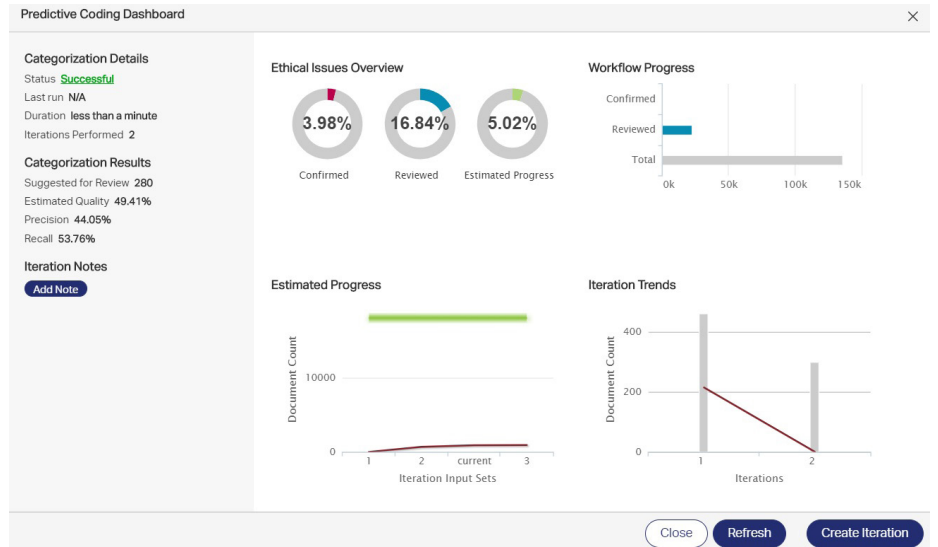 Predictive Coding Dashboard
Categorization Details
Status Successful
Last run N/A
Duration less than a minute
Iterations Performed 2
Categorization Results
Suggested for Review 280
Estimated Quality 49.41%
Precision 44.05%
Recall 53.76%
Iteration Notes
Add Note
Ethical Issues Overview
3.98%
16.84%
5.02%
Confirmed
Reviewed
Estimated Progress
Workflow Progress
Confirmed
Reviewed
Total
0k 50k 100k 150k
Estimated Progress
Document Count
10000
0
1 2 current 3
Iteration Input Sets
Iteration Trends
Document Count
400
200
0
1 2
Iterations
Close
Refresh
Create Iteration